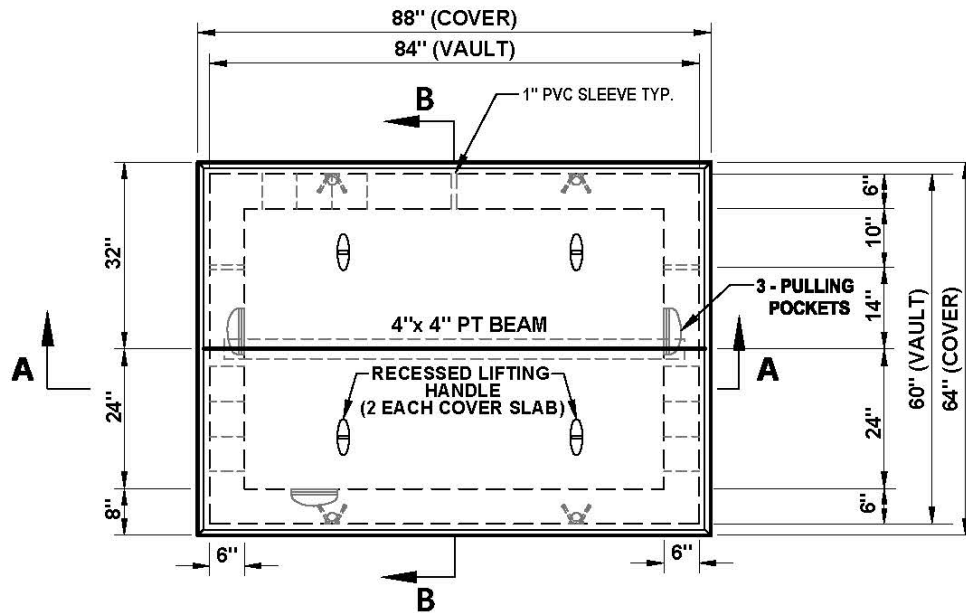 88" (COVER)
84" (VAULT)
B
1" PVC SLEEVE TYP.
32"
6"
10"
14"
3 - PULLING
POCKETS
4"x 4" PT BEAM
A
A
RECESSED LIFTING
HANDLE
(2 EACH COVER SLAB)
24"
24"
60" (VAULT)
64" (COVER)
8"
6"
6"
6"
B